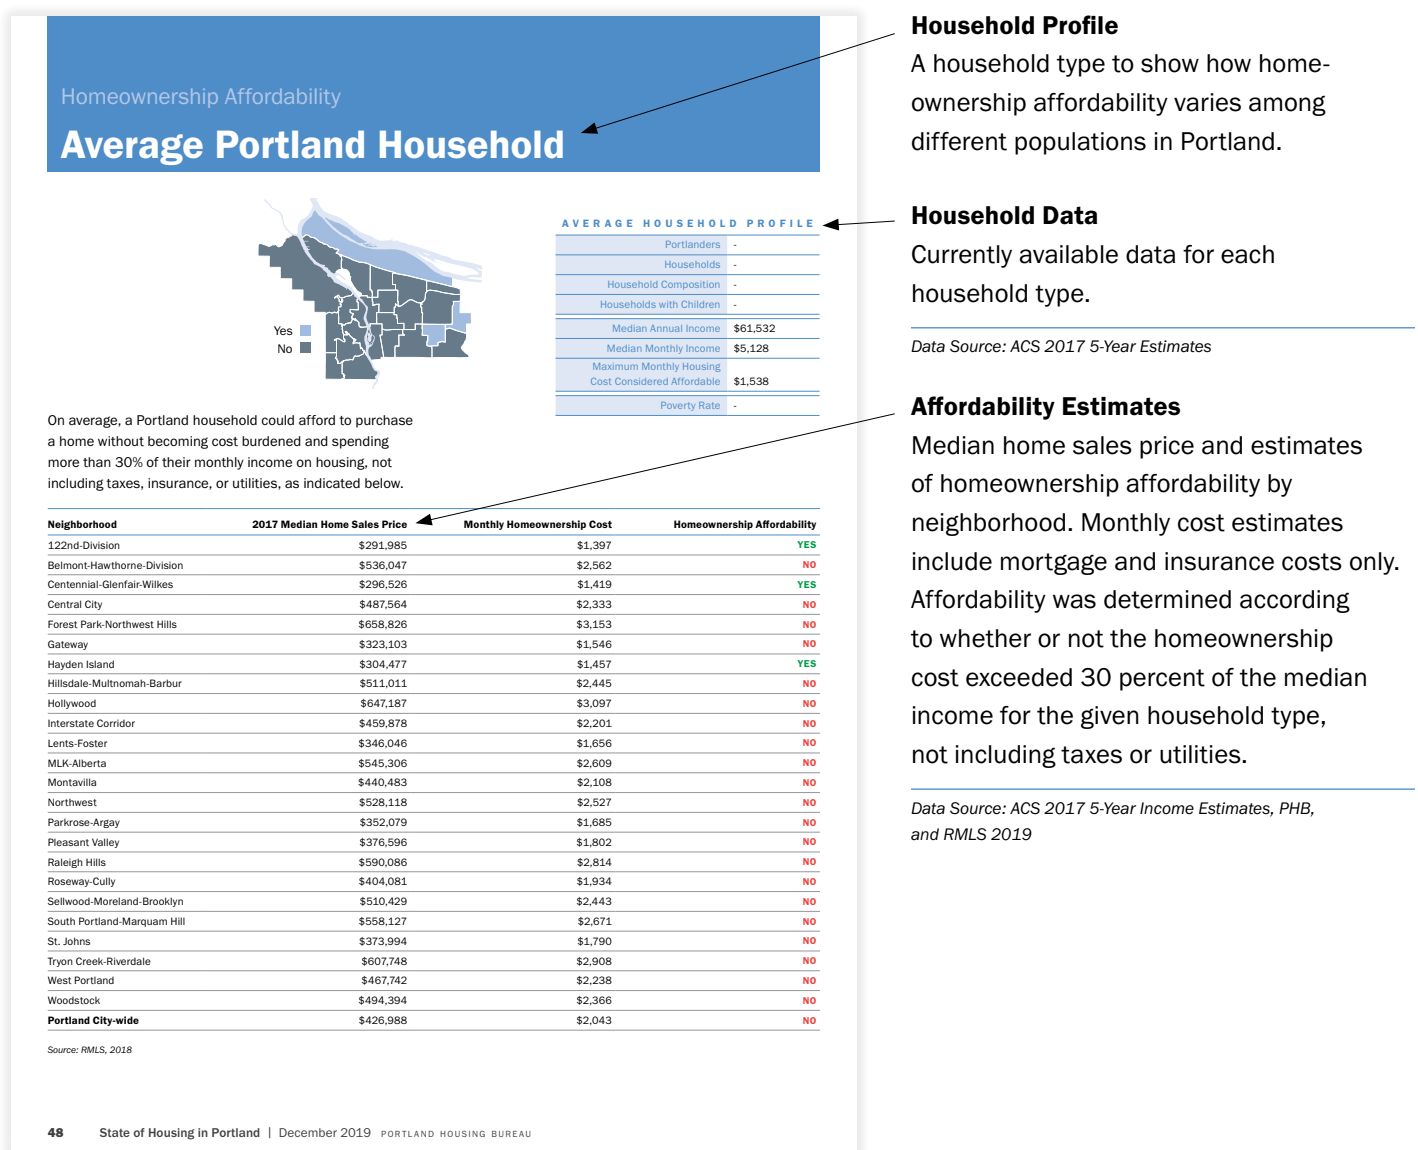 Homeownership Affordability
Average Portland Household
Yes
No
AVERAGE HOUSEHOLD PROFILE
Portlanders -
Households -
Household Composition -
Households with Children -
Median Annual Income $61,532
Median Monthly Income $5,128
Maximum Monthly Housing
Cost Considered Affordable $1,538
Poverty Rate -
On average, a Portland household could afford to purchase
a home without becoming cost burdened and spending
more than 30% of their monthly income on housing, not
including taxes, insurance, or utilities, as indicated below.
Neighborhood 2017 Median Home Sales Price Monthly Homeownership Cost Homeownership Affordability
122nd-Division $291,985 $1,397 YES
Belmont-Hawthorne-Division $536,047 $2,562 NO
Centennial-Glenfair-Wilkes $296,526 $1,419 YES
Central City $487,564 $2,333 NO
Forest Park-Northwest Hills $658,826 $3,153 NO
Gateway $323,103 $1,546 NO
Hayden Island $304,477 $1,457 YES
Hillsdale-Multnomah-Barbur $511,011 $2,445 NO
Hollywood $647,187 $3,097 NO
Interstate Corridor $459,878 $2,201 NO
Lents-Foster $346,046 $1,656 NO
MLK-Alberta $545,306 $2,609 NO
Montavilla $440,483 $2,108 NO
Northwest $528,118 $2,527 NO
Parkrose-Argay $352,079 $1,685 NO
Pleasant Valley $376,596 $1,802 NO
Raleigh Hills $590,086 $2,814 NO
Roseway-Cully $404,081 $1,934 NO
Sellwood-Moreland-Brooklyn $510,429 $2,443 NO
South Portland-Marquam Hill $558,127 $2,671 NO
St. Johns $373,994 $1,790 NO
Tryon Creek-Riverdale $607,748 $2,908 NO
West Portland $467,742 $2,238 NO
Woodstock $494,394 $2,366 NO
Portland City-wide $426,988 $2,043 NO
Source: RMLS, 2018
48 State of Housing in Portland | December 2019 PORTLAND HOUSING BUREAU
Household Profile
A household type to show how home-
ownership affordability varies among
different populations in Portland.
Household Data
Currently available data for each
household type.
Data Source: ACS 2017 5-Year Estimates
Affordability Estimates
Median home sales price and estimates
of homeownership affordability by
neighborhood. Monthly cost estimates
include mortgage and insurance costs only.
Affordability was determined according
to whether or not the homeownership
cost exceeded 30 percent of the median
income for the given household type,
not including taxes or utilities.
Data Source: ACS 2017 5-Year Income Estimates, PHB,
and RMLS 2019